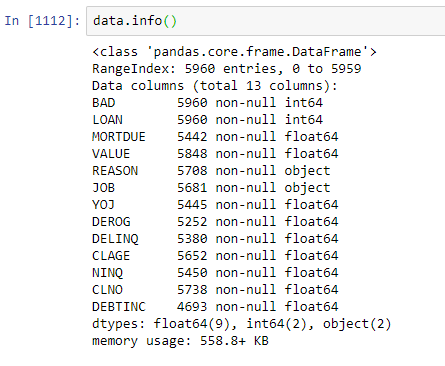 In [1112]: data.info()
<class 'pandas.core.frame.DataFrame'>
RangeIndex: 5960 entries, 0 to 5959
Data columns (total 13 columns):
BAD        5960 non-null int64
LOAN       5960 non-null int64
MORTDUE    5442 non-null float64
VALUE      5848 non-null float64
REASON     5708 non-null object
JOB        5681 non-null object
YOJ        5445 non-null float64
DEROG      5252 non-null float64
DELINQ     5380 non-null float64
CLAGE      5652 non-null float64
NINQ       5450 non-null float64
CLNO       5738 non-null float64
DEBTINC    4693 non-null float64
dtypes: float64(9), int64(2), object(2)
memory usage: 558.8+ KB